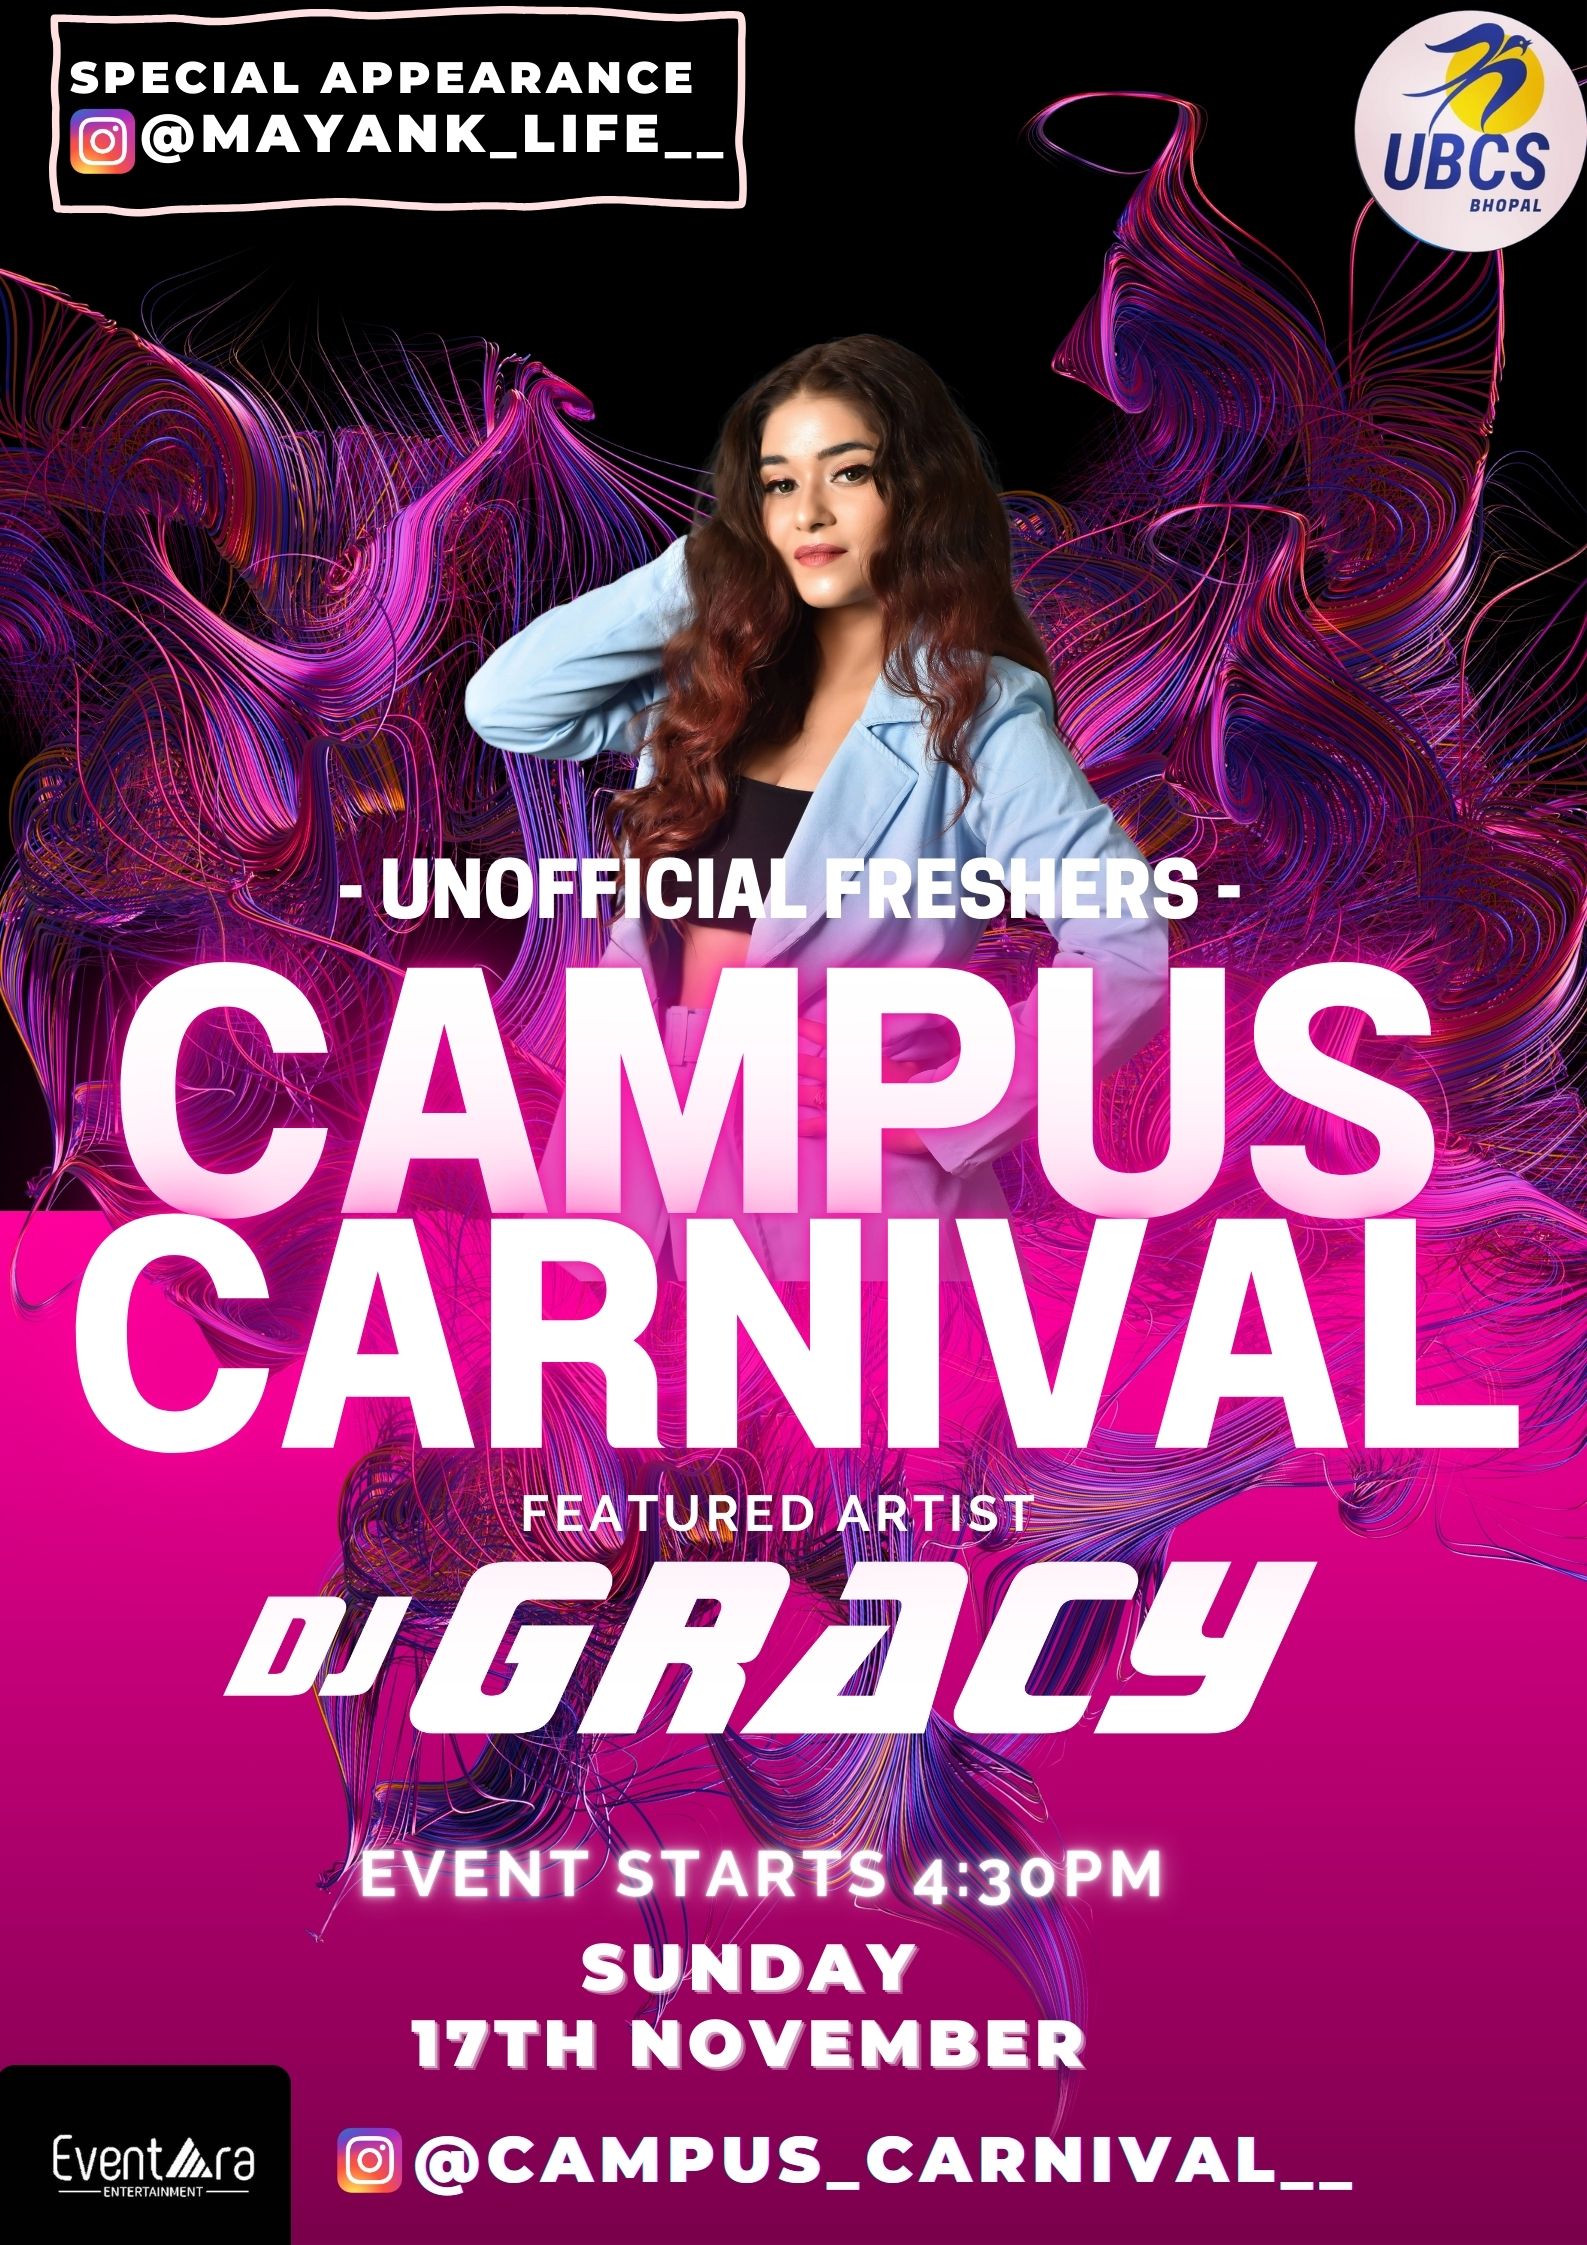 SPECIAL APPEARANCE
@MAYANK_LIFE__
UBCS
BHOPAL
- UNOFFICIAL FRESHERS -
CAMPUS
CARNIVAL
FEATURED ARTIST
DJ GRACY
EVENT STARTS 4:30PM
SUNDAY
17TH NOVEMBER
EventAra
ENTERTAINMENT
@CAMPUS_CARNIVAL__